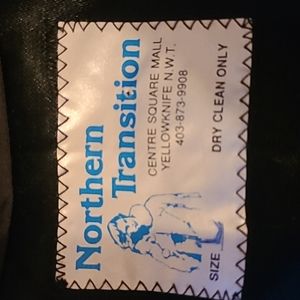 Northern
Transition
CENTRE SQUARE MALL
YELLOWKNIFE N.W.T.
403-873-9908
DRY CLEAN ONLY
SIZE